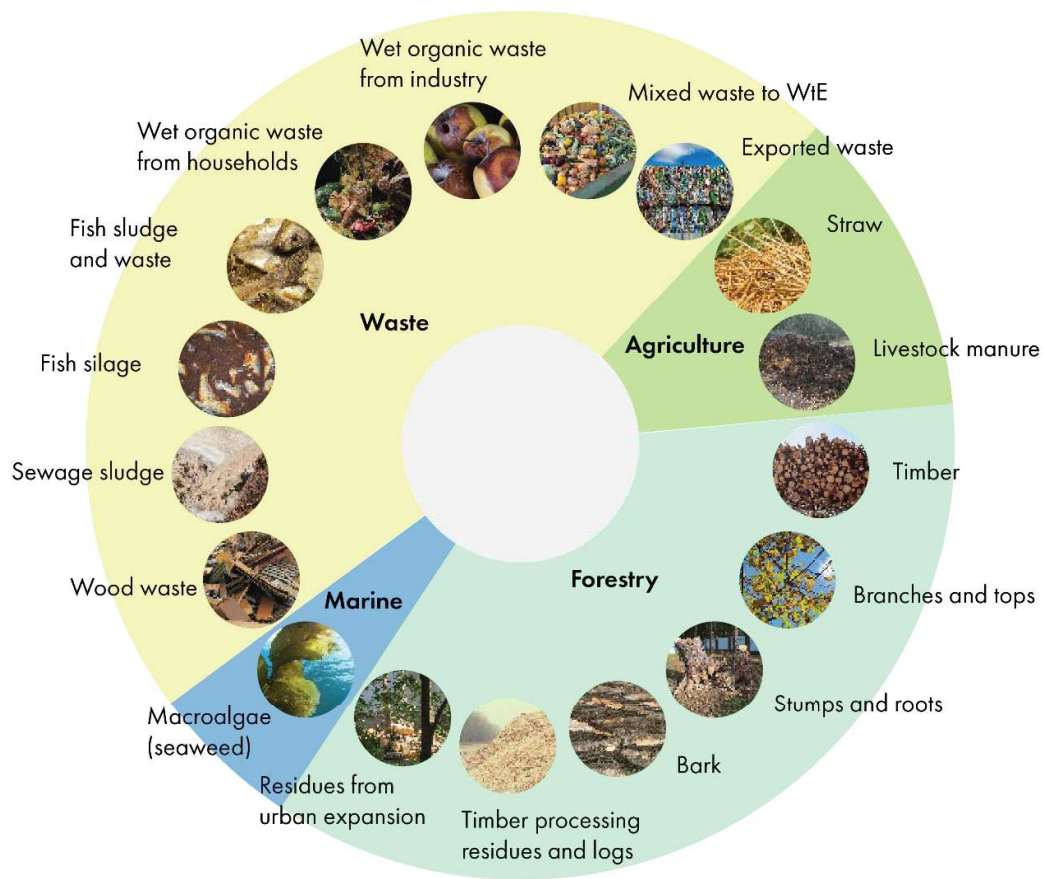 Wet organic waste
from industry
Mixed waste to WtE
Wet organic waste
from households
Exported waste
Fish sludge
and waste
Straw
Waste
Agriculture
Livestock manure
Fish silage
Sewage sludge
Timber
Wood waste
Marine
Forestry
Branches and tops
Stumps and roots
Macroalgae
(seaweed)
Bark
Residues from
urban expansion
Timber processing
residues and logs